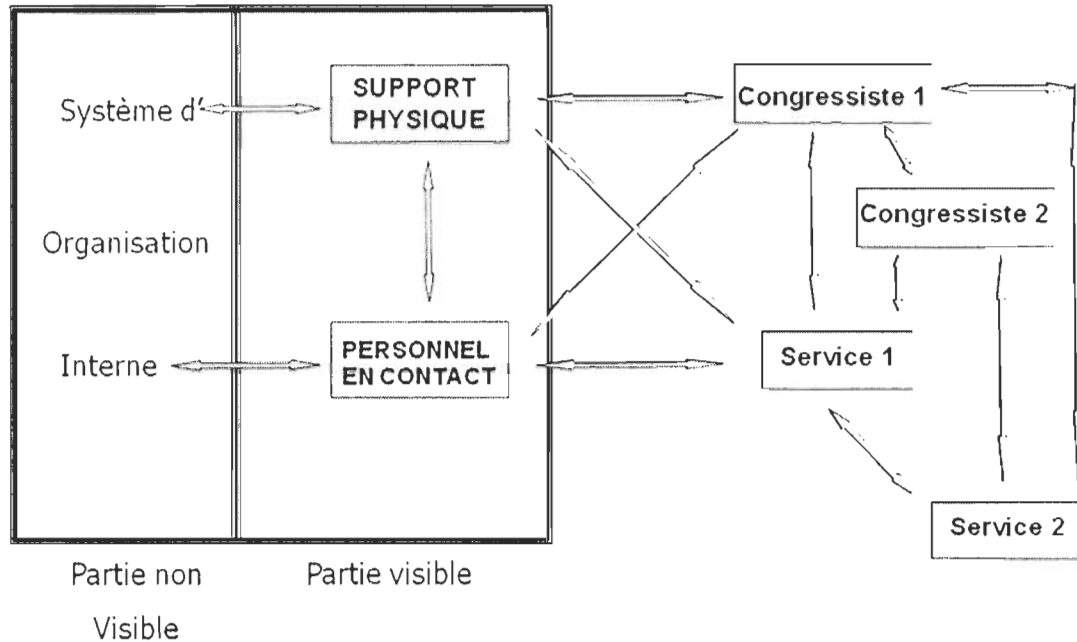 Système d'
Organisation
Interne
SUPPORT
PHYSIQUE
PERSONNEL
EN CONTACT
Congressiste 1
Congressiste 2
Service 1
Service 2
Partie non
Visible
Partie visible